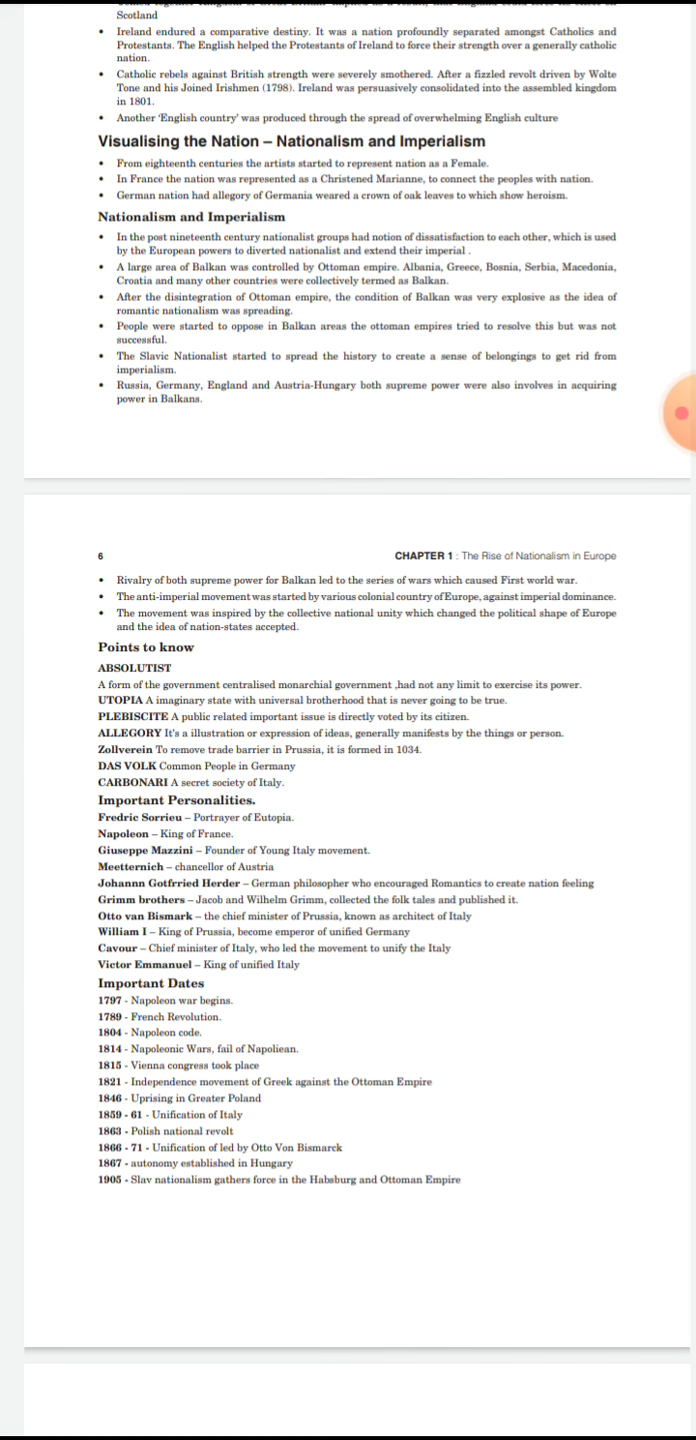 Scotland
• Ireland endured a comparative destiny. It was a nation profoundly separated amongst Catholics and
Protestants. The English helped the Protestants of Ireland to force their strength over a generally catholic
nation.
• Catholic rebels against British strength were severely smothered. After a fizzled revolt driven by Wolte
Tone and his Joined Irishmen (1798). Ireland was persuasively consolidated into the assembled kingdom
in 1801.
• Another 'English country' was produced through the spread of overwhelming English culture
Visualising the Nation – Nationalism and Imperialism
• From eighteenth centuries the artists started to represent nation as a Female.
• In France the nation was represented as a Christened Marianne, to connect the peoples with nation.
• German nation had allegory of Germania weared a crown of oak leaves to which show heroism.
Nationalism and Imperialism
• In the post nineteenth century nationalist groups had notion of dissatisfaction to each other, which is used
by the European powers to diverted nationalist and extend their imperial .
• A large area of Balkan was controlled by Ottoman empire. Albania, Greece, Bosnia, Serbia, Macedonia,
Croatia and many other countries were collectively termed as Balkan.
• After the disintegration of Ottoman empire, the condition of Balkan was very explosive as the idea of
romantic nationalism was spreading.
• People were started to oppose in Balkan areas the ottoman empires tried to resolve this but was not
successful.
• The Slavic Nationalist started to spread the history to create a sense of belongings to get rid from
imperialism.
• Russia, Germany, England and Austria-Hungary both supreme power were also involves in acquiring
power in Balkans.
6 CHAPTER 1 : The Rise of Nationalism in Europe
• Rivalry of both supreme power for Balkan led to the series of wars which caused First world war.
• The anti-imperial movement was started by various colonial country of Europe, against imperial dominance.
• The movement was inspired by the collective national unity which changed the political shape of Europe
and the idea of nation-states accepted.
Points to know
ABSOLUTIST
A form of the government centralised monarchial government ,had not any limit to exercise its power.
UTOPIA A imaginary state with universal brotherhood that is never going to be true.
PLEBISCITE A public related important issue is directly voted by its citizen.
ALLEGORY It's a illustration or expression of ideas, generally manifests by the things or person.
Zollverein To remove trade barrier in Prussia, it is formed in 1034.
DAS VOLK Common People in Germany
CARBONARI A secret society of Italy.
Important Personalities.
Fredric Sorrieu – Portrayer of Eutopia.
Napoleon – King of France.
Giuseppe Mazzini – Founder of Young Italy movement.
Meetternich – chancellor of Austria
Johannn Gotfrried Herder – German philosopher who encouraged Romantics to create nation feeling
Grimm brothers – Jacob and Wilhelm Grimm, collected the folk tales and published it.
Otto van Bismark – the chief minister of Prussia, known as architect of Italy
William I – King of Prussia, become emperor of unified Germany
Cavour – Chief minister of Italy, who led the movement to unify the Italy
Victor Emmanuel – King of unified Italy
Important Dates
1797 - Napoleon war begins.
1789 - French Revolution.
1804 - Napoleon code.
1814 - Napoleonic Wars, fail of Napoliean.
1815 - Vienna congress took place
1821 - Independence movement of Greek against the Ottoman Empire
1846 - Uprising in Greater Poland
1859 - 61 - Unification of Italy
1863 - Polish national revolt
1866 - 71 - Unification of led by Otto Von Bismarck
1867 - autonomy established in Hungary
1905 - Slav nationalism gathers force in the Habsburg and Ottoman Empire